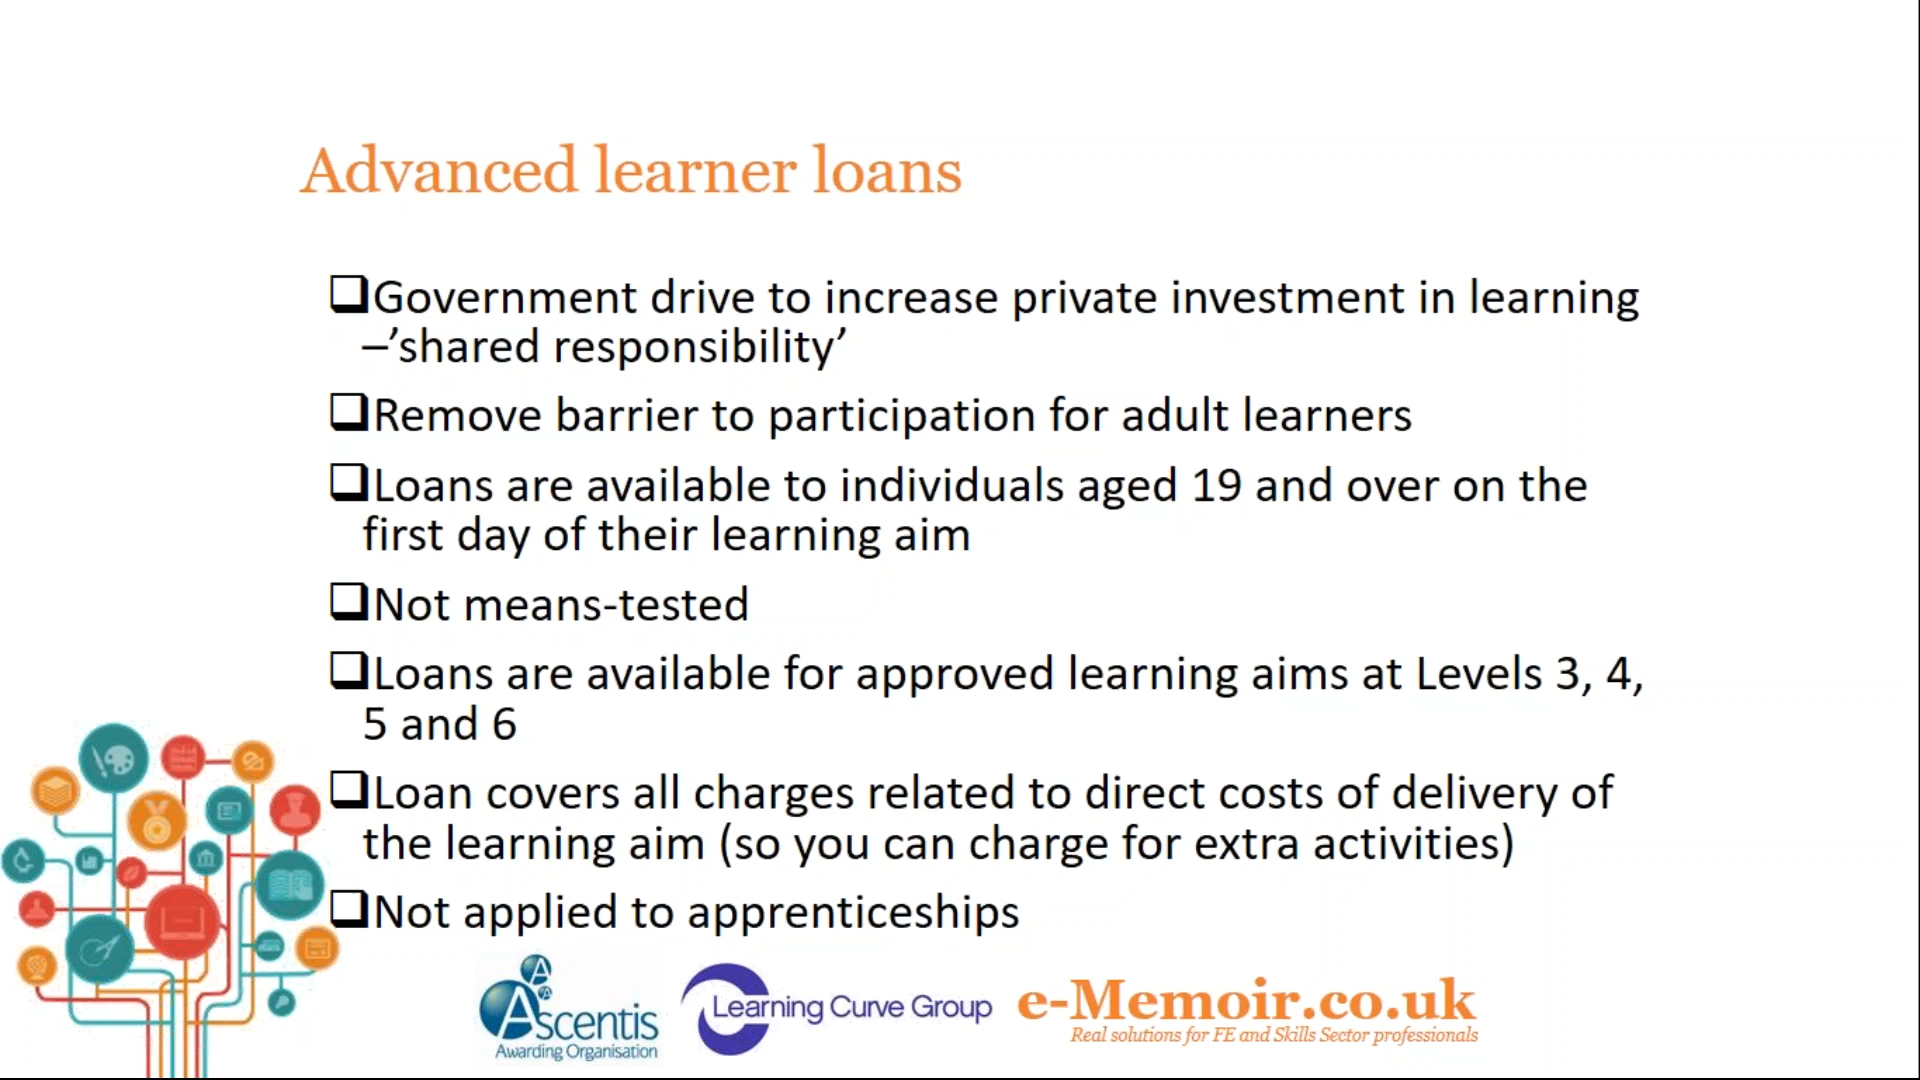 Advanced learner loans
❑Government drive to increase private investment in learning
–’shared responsibility’
❑Remove barrier to participation for adult learners
❑Loans are available to individuals aged 19 and over on the
first day of their learning aim
❑Not means-tested
❑Loans are available for approved learning aims at Levels 3, 4,
5 and 6
❑Loan covers all charges related to direct costs of delivery of
the learning aim (so you can charge for extra activities)
❑Not applied to apprenticeships
Ascentis
Awarding Organisation
Learning Curve Group
e-Memoir.co.uk
Real solutions for FE and Skills Sector professionals